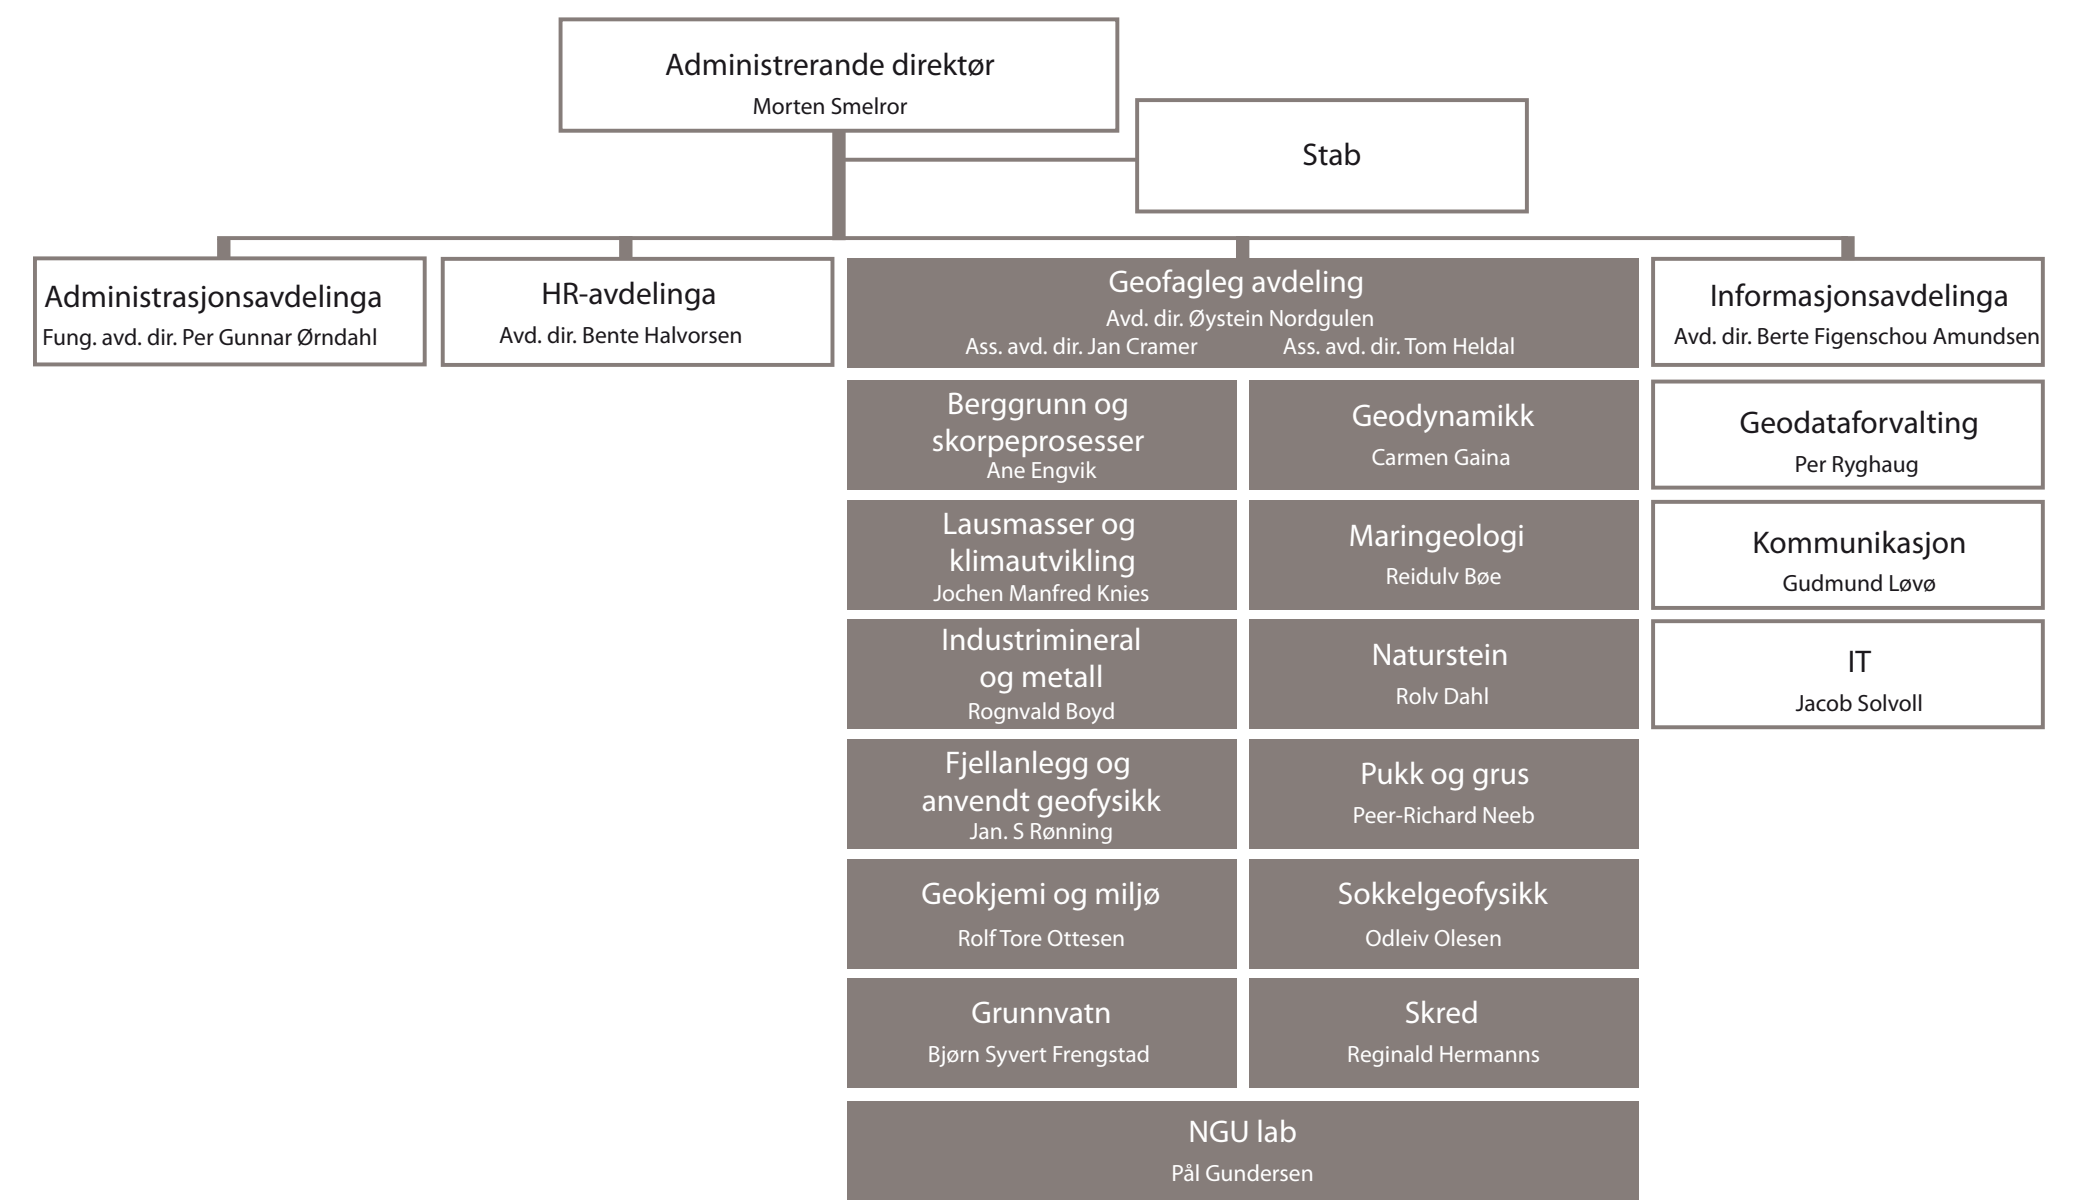 Administrerande direktør
Morten Smelror
Stab
Administrasjonsavdelinga
Fung. avd. dir. Per Gunnar Ørndahl
HR-avdelinga
Avd. dir. Bente Halvorsen
Geofagleg avdeling
Avd. dir. Øystein Nordgulen
Ass. avd. dir. Jan Cramer
Ass. avd. dir. Tom Heldal
Informasjonsavdelinga
Avd. dir. Berte Figenschou Amundsen
Berggrunn og
skorpeprosesser
Ane Engvik
Geodynamikk
Carmen Gaina
Geodataforvalting
Per Ryghaug
Lausmasser og
klimautvikling
Jochen Manfred Knies
Maringeologi
Reidulv Bøe
Kommunikasjon
Gudmund Løvø
Industrimineral
og metall
Rognvald Boyd
Naturstein
Rolv Dahl
IT
Jacob Solvoll
Fjellanlegg og
anvendt geofysikk
Jan. S Rønning
Pukk og grus
Peer-Richard Neeb
Geokjemi og miljø
Rolf Tore Ottesen
Sokkelgeofysikk
Odleiv Olesen
Grunnvatn
Bjørn Syvert Frengstad
Skred
Reginald Hermanns
NGU lab
Pål Gundersen